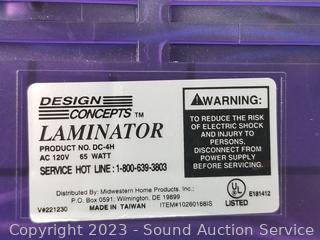 DESIGN
CONCEPTS™
LAMINATOR
PRODUCT NO. DC-4H
AC 120V 65 WATT
SERVICE HOT LINE: 1-800-639-3803
Distributed By: Midwestern Home Products, Inc.;
P.O. Box 0591; Wilmington, DE 19899
V#221230 MADE IN TAIWAN ITEM#10260168IS
⚠WARNING:
TO REDUCE THE RISK
OF ELECTRIC SHOCK
AND INJURY TO
PERSONS,
DISCONNECT FROM
POWER SUPPLY
BEFORE SERVICING.
UL LISTED E181412
Copyright 2023 - Sound Auction Service